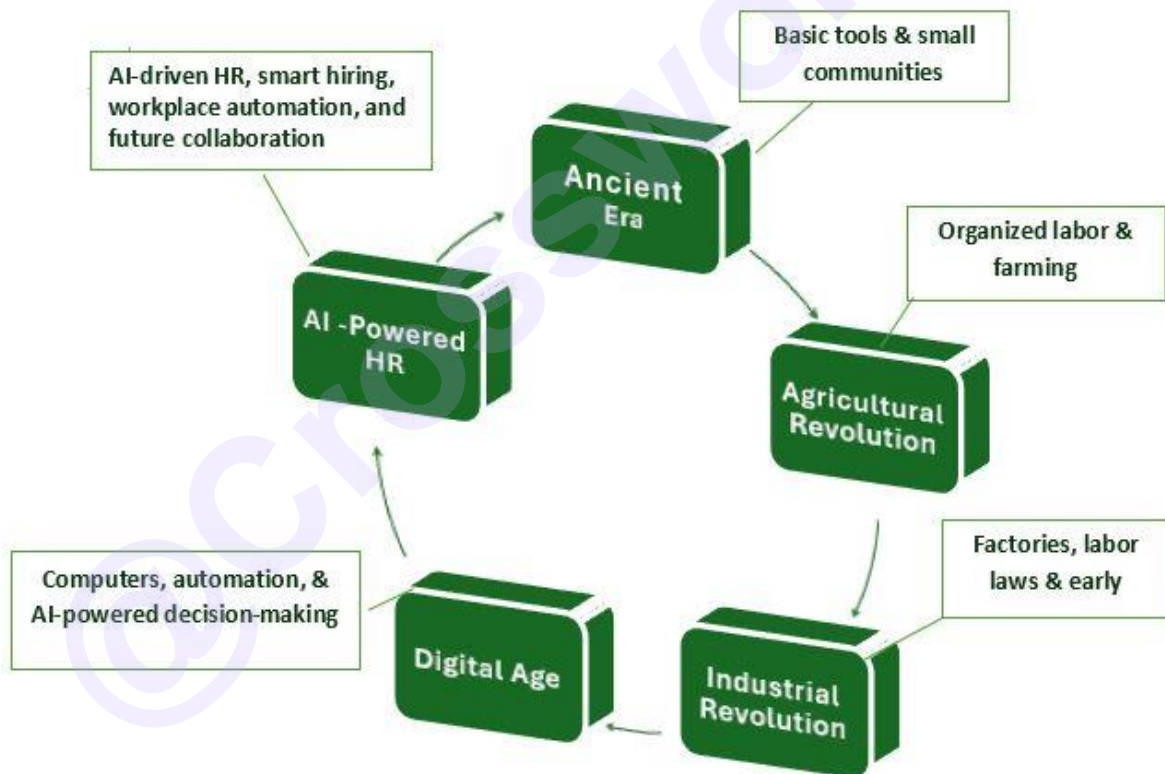 Basic tools & small
communities
AI-driven HR, smart hiring,
workplace automation, and
future collaboration
Ancient
Era
Organized labor &
farming
AI -Powered
HR
Agricultural
Revolution
Factories, labor
laws & early
Computers, automation, &
AI-powered decision-making
Digital Age
Industrial
Revolution
@Crosswo